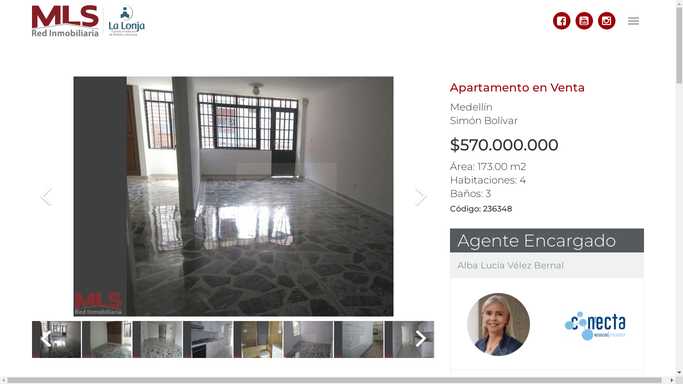 MLS
Red Inmobiliaria
La Lonja
Apartamento en Venta
Medellín
Simón Bolívar
$570.000.000
Área: 173.00 m2
Habitaciones: 4
Baños: 3
Código: 236348
MLS
Red Inmobiliaria
Agente Encargado
Alba Lucia Vélez Bernal
conecta